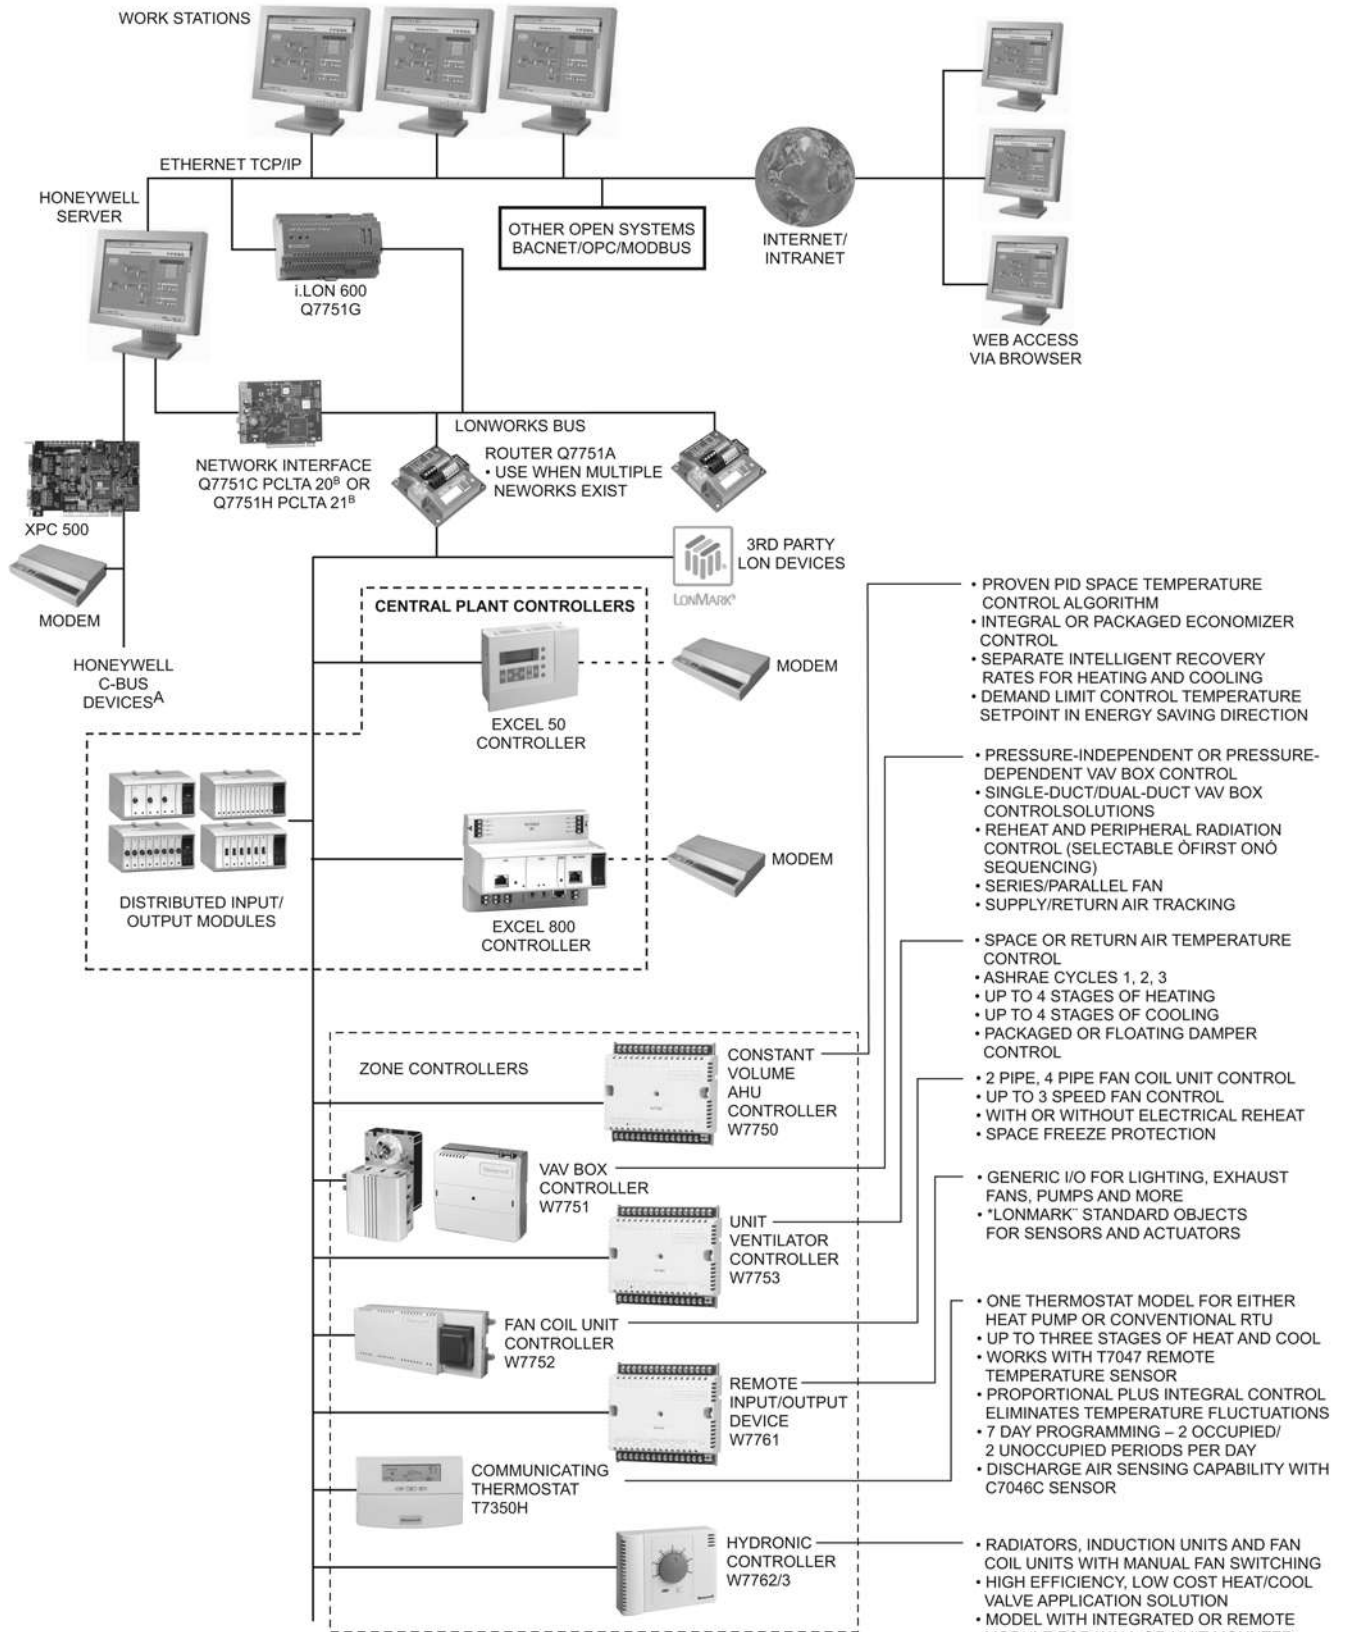 WORK STATIONS
ETHERNET TCP/IP
HONEYWELL
SERVER
i.LON 600
Q7751G
OTHER OPEN SYSTEMS
BACNET/OPC/MODBUS
INTERNET/
INTRANET
WEB ACCESS
VIA BROWSER
LONWORKS BUS
NETWORK INTERFACE
Q7751C PCLTA 20B OR
Q7751H PCLTA 21B
ROUTER Q7751A
• USE WHEN MULTIPLE
NEWORKS EXIST
XPC 500
MODEM
HONEYWELL
C-BUS
DEVICESA
3RD PARTY
LON DEVICES
LONMARK®
CENTRAL PLANT CONTROLLERS
EXCEL 50
CONTROLLER
MODEM
DISTRIBUTED INPUT/
OUTPUT MODULES
EXCEL 800
CONTROLLER
MODEM
ZONE CONTROLLERS
CONSTANT
VOLUME
AHU
CONTROLLER
W7750
VAV BOX
CONTROLLER
W7751
UNIT
VENTILATOR
CONTROLLER
W7753
FAN COIL UNIT
CONTROLLER
W7752
REMOTE
INPUT/OUTPUT
DEVICE
W7761
COMMUNICATING
THERMOSTAT
T7350H
HYDRONIC
CONTROLLER
W7762/3
• PROVEN PID SPACE TEMPERATURE
CONTROL ALGORITHM
• INTEGRAL OR PACKAGED ECONOMIZER
CONTROL
• SEPARATE INTELLIGENT RECOVERY
RATES FOR HEATING AND COOLING
• DEMAND LIMIT CONTROL TEMPERATURE
SETPOINT IN ENERGY SAVING DIRECTION
• PRESSURE-INDEPENDENT OR PRESSURE-
DEPENDENT VAV BOX CONTROL
• SINGLE-DUCT/DUAL-DUCT VAV BOX
CONTROLSOLUTIONS
• REHEAT AND PERIPHERAL RADIATION
CONTROL (SELECTABLE ÒFIRST ONÓ
SEQUENCING)
• SERIES/PARALLEL FAN
• SUPPLY/RETURN AIR TRACKING
• SPACE OR RETURN AIR TEMPERATURE
CONTROL
• ASHRAE CYCLES 1, 2, 3
• UP TO 4 STAGES OF HEATING
• UP TO 4 STAGES OF COOLING
• PACKAGED OR FLOATING DAMPER
CONTROL
• 2 PIPE, 4 PIPE FAN COIL UNIT CONTROL
• UP TO 3 SPEED FAN CONTROL
• WITH OR WITHOUT ELECTRICAL REHEAT
• SPACE FREEZE PROTECTION
• GENERIC I/O FOR LIGHTING, EXHAUST
FANS, PUMPS AND MORE
• *LONMARK¨ STANDARD OBJECTS
FOR SENSORS AND ACTUATORS
• ONE THERMOSTAT MODEL FOR EITHER
HEAT PUMP OR CONVENTIONAL RTU
• UP TO THREE STAGES OF HEAT AND COOL
• WORKS WITH T7047 REMOTE
TEMPERATURE SENSOR
• PROPORTIONAL PLUS INTEGRAL CONTROL
ELIMINATES TEMPERATURE FLUCTUATIONS
• 7 DAY PROGRAMMING – 2 OCCUPIED/
2 UNOCCUPIED PERIODS PER DAY
• DISCHARGE AIR SENSING CAPABILITY WITH
C7046C SENSOR
• RADIATORS, INDUCTION UNITS AND FAN
COIL UNITS WITH MANUAL FAN SWITCHING
• HIGH EFFICIENCY, LOW COST HEAT/COOL
VALVE APPLICATION SOLUTION
• MODEL WITH INTEGRATED OR REMOTE